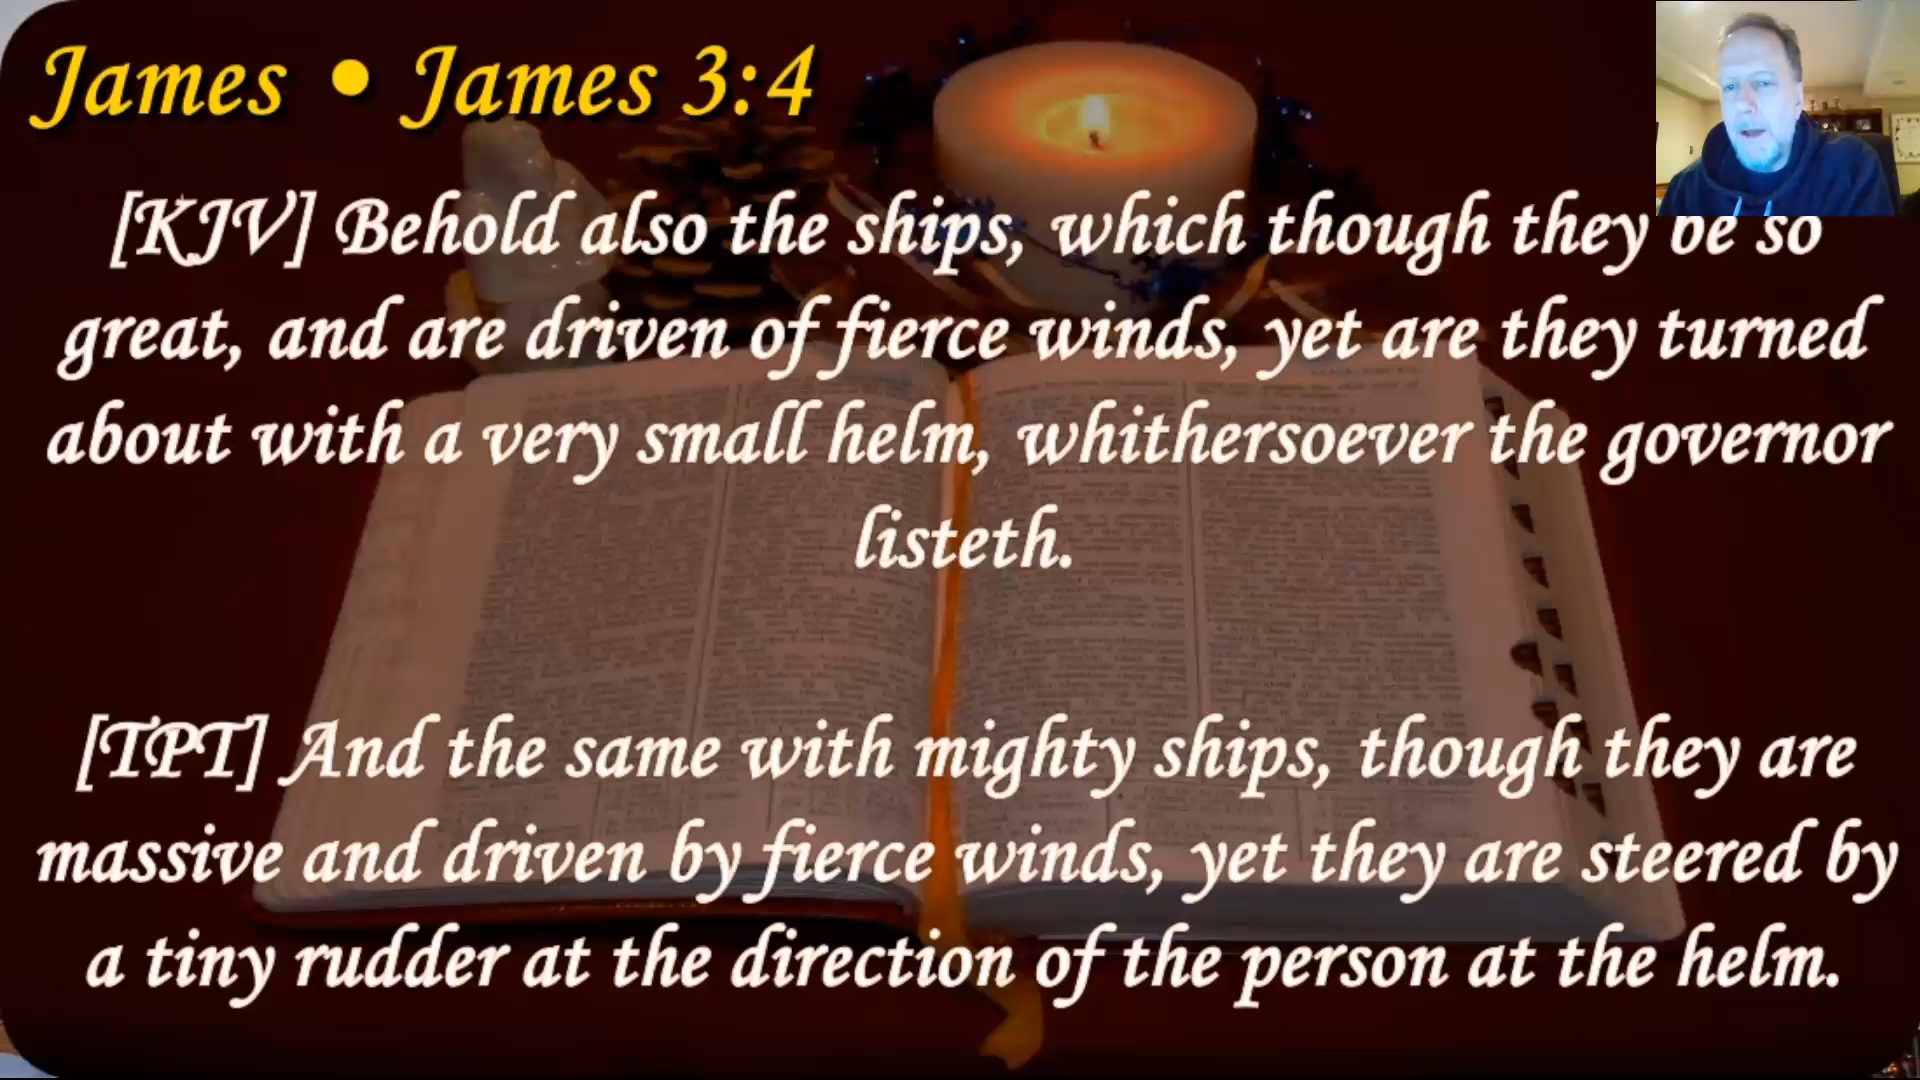 James • James 3:4
[KJV] Behold also the ships, which though they be so
great, and are driven of fierce winds, yet are they turned
about with a very small helm, whithersoever the governor
listeth.
[TPT] And the same with mighty ships, though they are
massive and driven by fierce winds, yet they are steered by
a tiny rudder at the direction of the person at the helm.